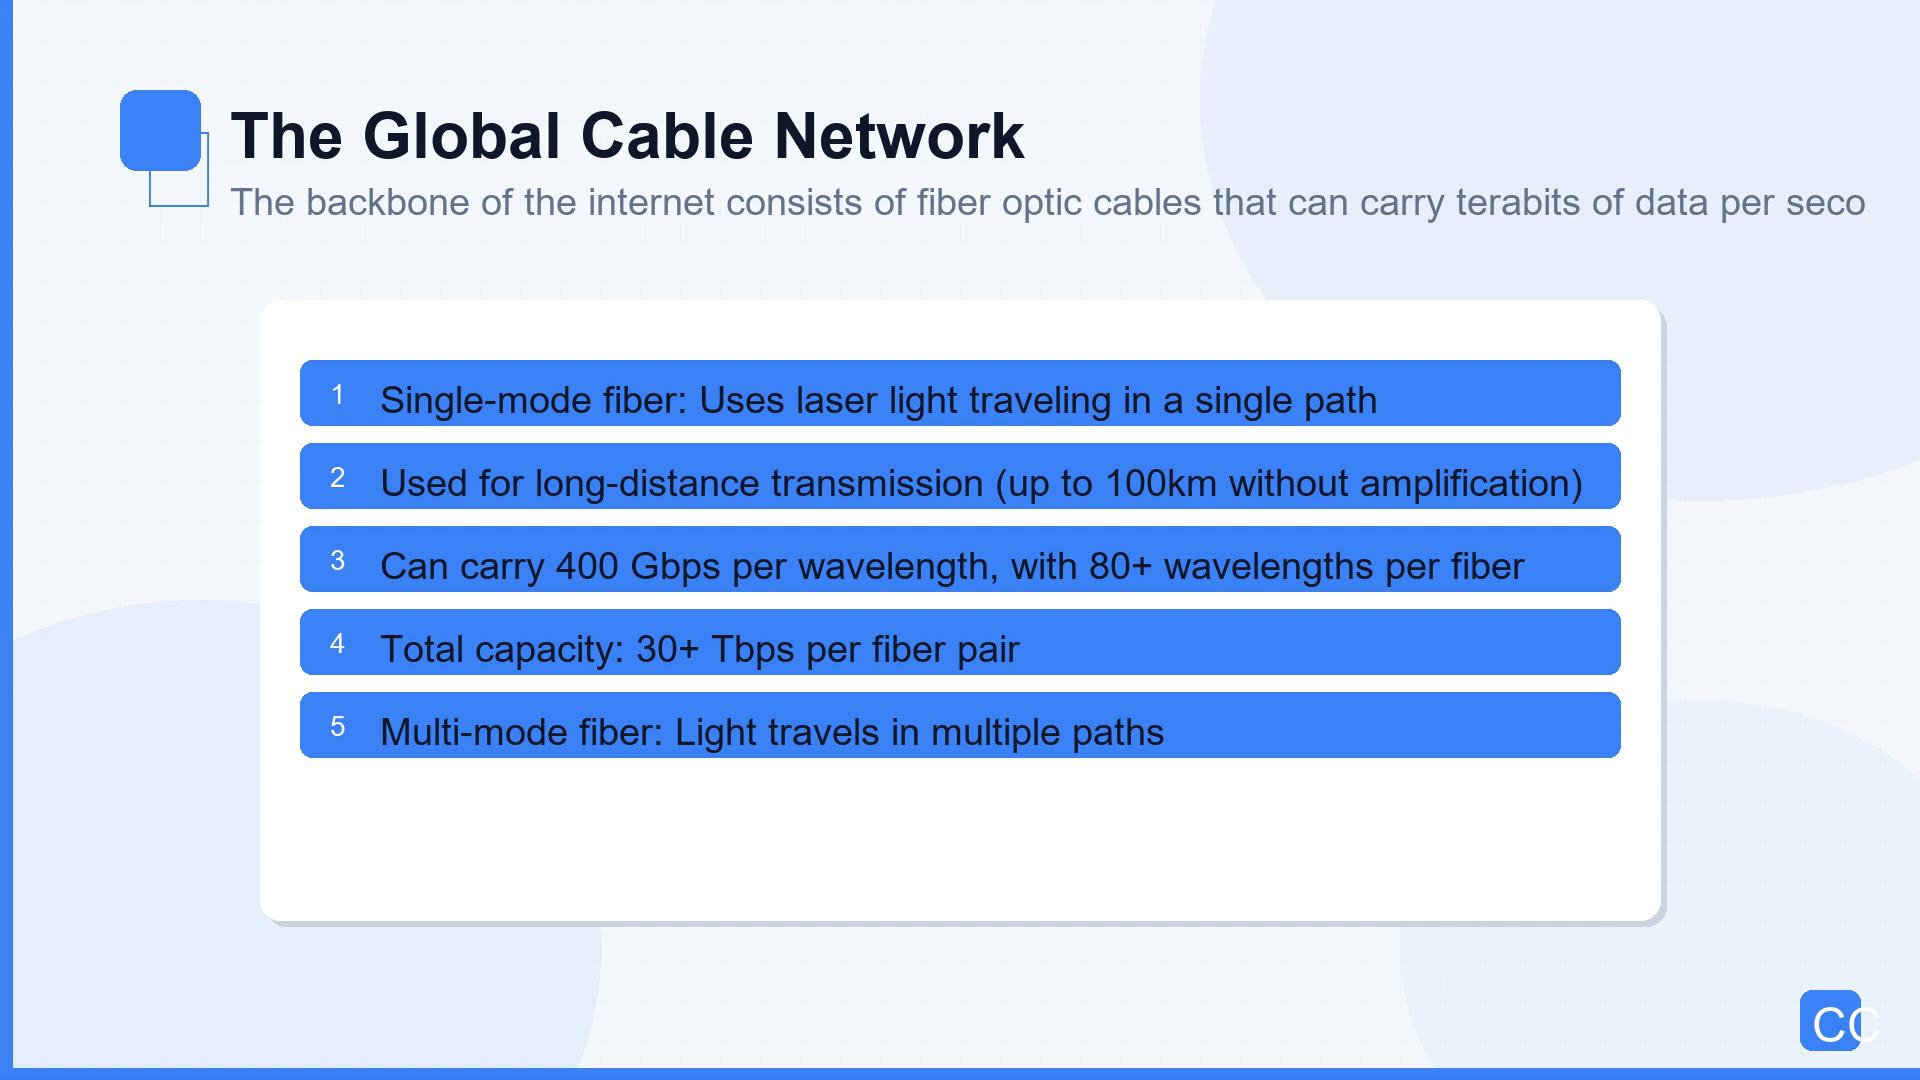 The Global Cable Network
The backbone of the internet consists of fiber optic cables that can carry terabits of data per seco
1 Single-mode fiber: Uses laser light traveling in a single path
2 Used for long-distance transmission (up to 100km without amplification)
3 Can carry 400 Gbps per wavelength, with 80+ wavelengths per fiber
4 Total capacity: 30+ Tbps per fiber pair
5 Multi-mode fiber: Light travels in multiple paths
CC